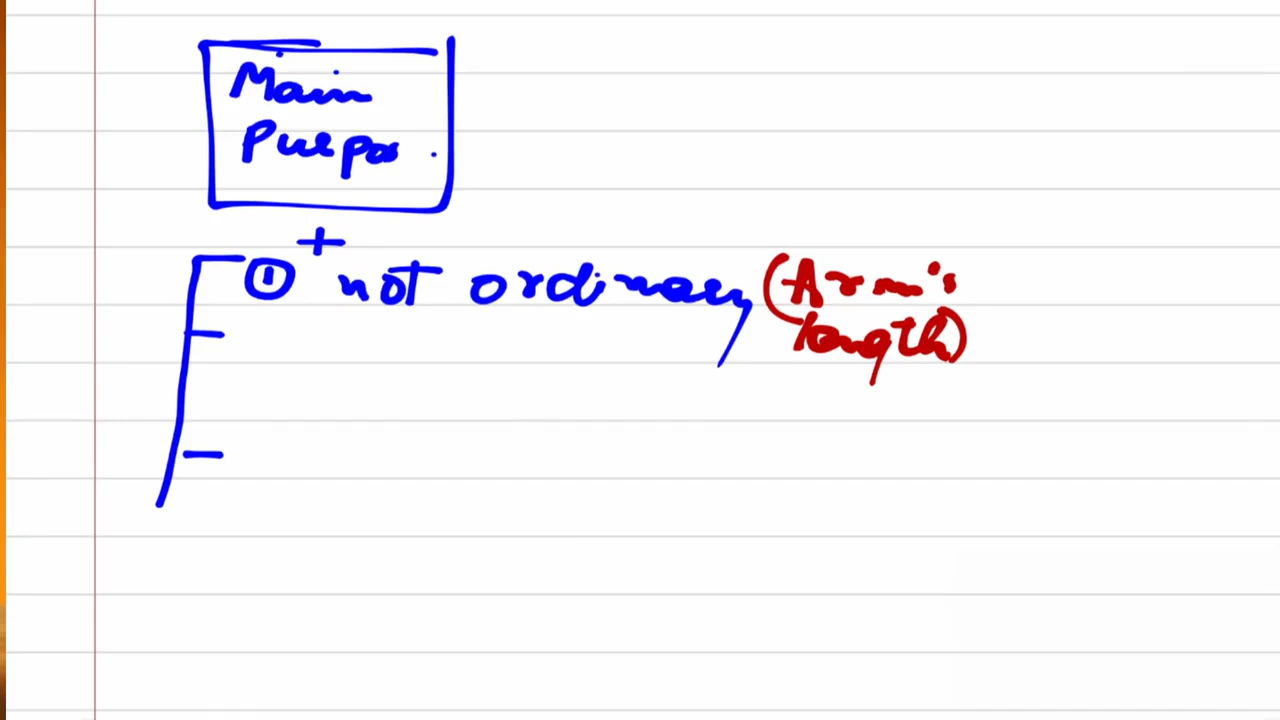 Main
Purpos
+
① not ordinary (Arm's
length)